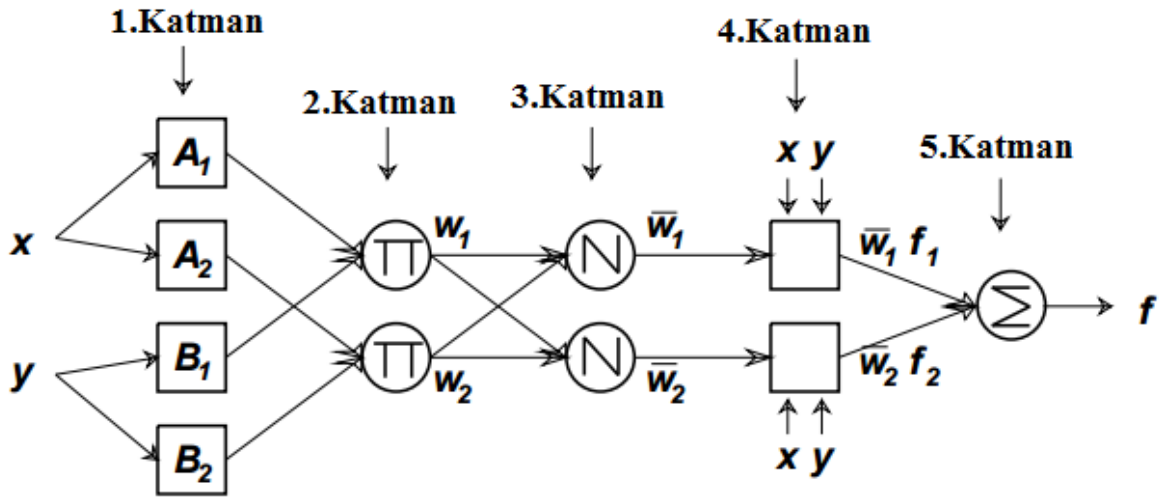 1.Katman
4.Katman
2.Katman
3.Katman
5.Katman
x y
A1
x
A2
Π
w1
N
w̅1
w̅1 f1
Σ
f
y
B1
Π
w2
N
w̅2
w̅2 f2
B2
x y